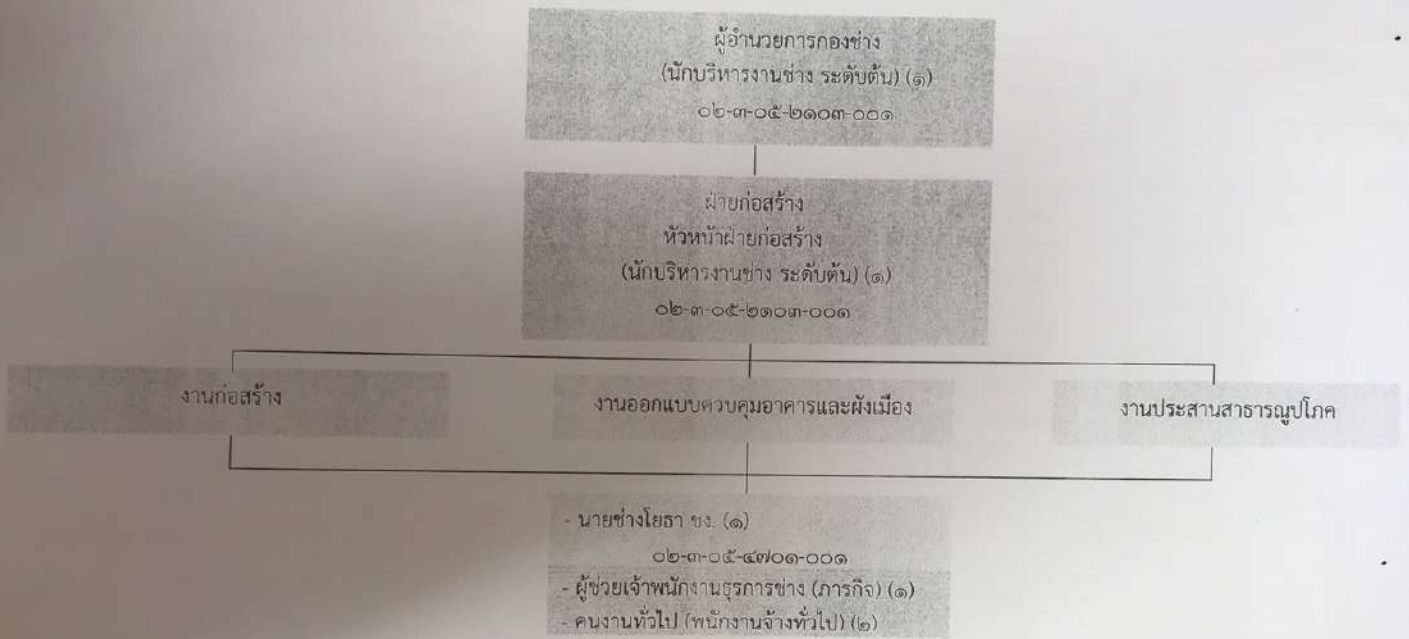 ผู้อำนวยการกองช่าง
(นักบริหารงานช่าง ระดับต้น) (๑)
๐๒-๓-๐๕-๒๑๐๓-๐๐๑
ฝ่ายก่อสร้าง
หัวหน้าฝ่ายก่อสร้าง
(นักบริหารงานช่าง ระดับต้น) (๑)
๐๒-๓-๐๕-๒๑๐๓-๐๐๑
งานก่อสร้าง
งานออกแบบควบคุมอาคารและผังเมือง
งานประสานสาธารณูปโภค
- นายช่างโยธา ชง. (๑)
๐๒-๓-๐๕-๔๗๐๑-๐๐๑
- ผู้ช่วยเจ้าพนักงานธุรการช่าง (ภารกิจ) (๑)
- คนงานทั่วไป (พนักงานจ้างทั่วไป) (๒)